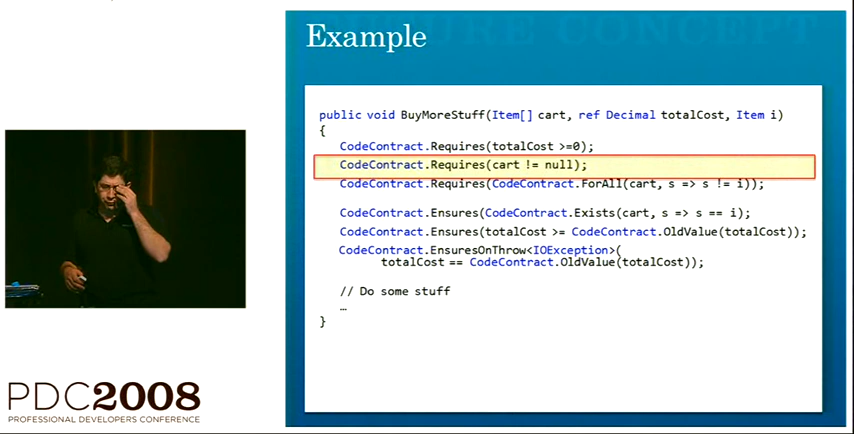 Example
public void BuyMoreStuff(Item[] cart, ref Decimal totalCost, Item i)
{
CodeContract.Requires(totalCost >=0);
CodeContract.Requires(cart != null);
CodeContract.Requires(CodeContract.ForAll(cart, s => s != i));
CodeContract.Ensures(CodeContract.Exists(cart, s => s == i);
CodeContract.Ensures(totalCost >= CodeContract.OldValue(totalCost));
CodeContract.EnsuresOnThrow<IOException>(
totalCost == CodeContract.OldValue(totalCost));
// Do some stuff
…
}
PDC2008
PROFESSIONAL DEVELOPERS CONFERENCE